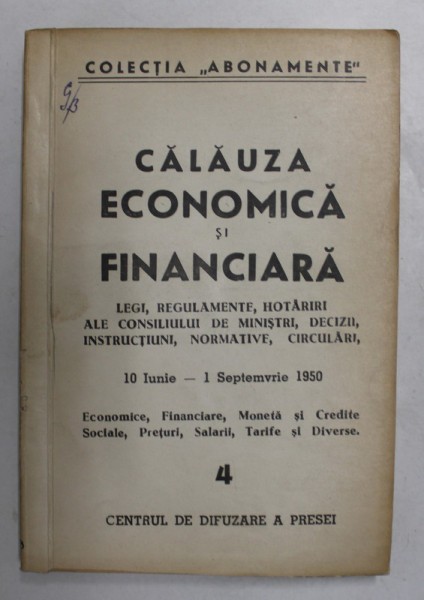 COLECȚIA „ABONAMENTE"
CĂLĂUZA
ECONOMICĂ
ȘI
FINANCIARĂ
LEGI, REGULAMENTE, HOTĂRIRI
ALE CONSILIULUI DE MINIȘTRI, DECIZII,
INSTRUCȚIUNI, NORMATIVE, CIRCULĂRI,
10 Iunie — 1 Septemvrie 1950
Economice, Financiare, Monetă și Credite
Sociale, Prețuri, Salarii, Tarife și Diverse.
4
CENTRUL DE DIFUZARE A PRESEI